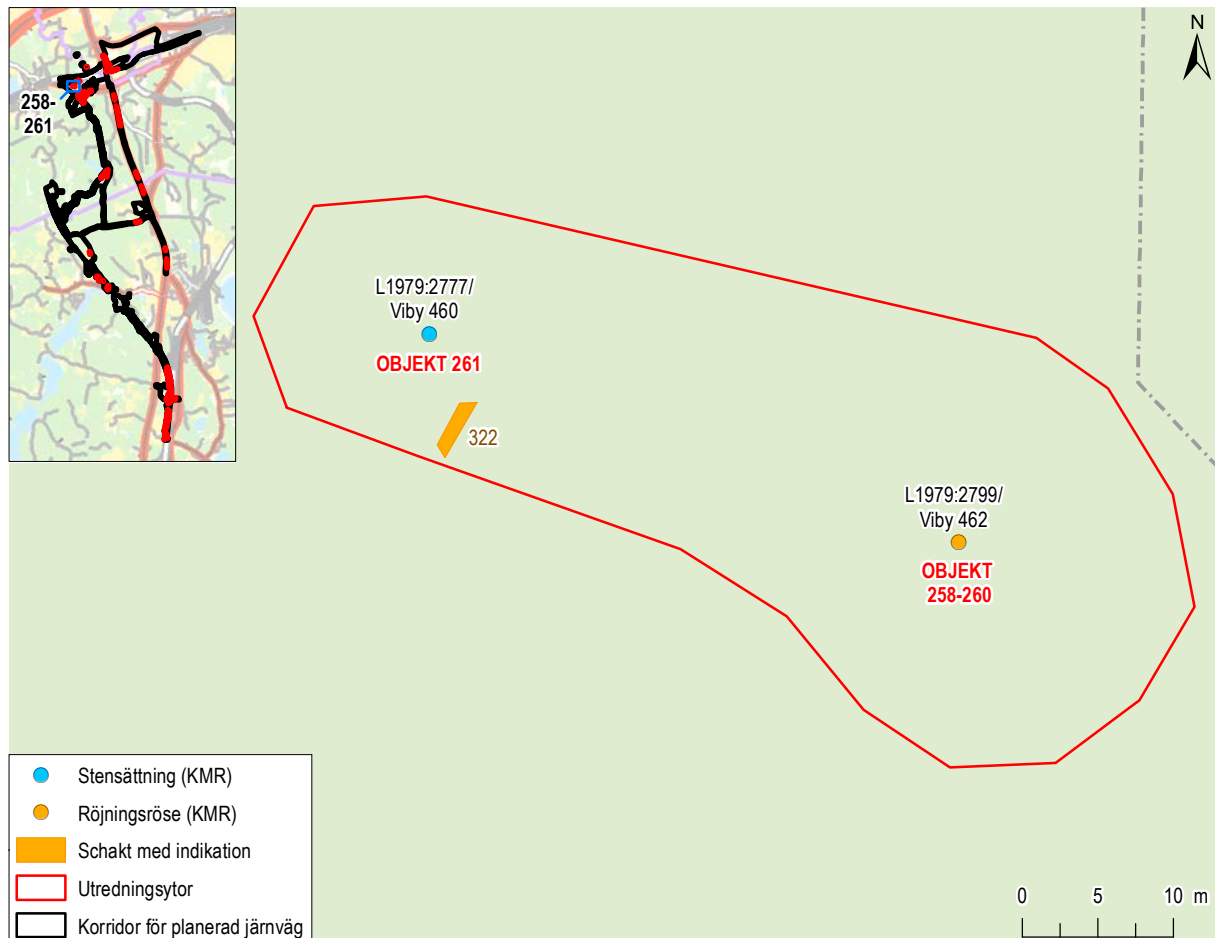 258-
261
N
L1979:2777/
Viby 460
OBJEKT 261
322
L1979:2799/
Viby 462
OBJEKT
258-260
Stensättning (KMR)
Röjningsröse (KMR)
Schakt med indikation
Utredningsytor
Korridor för planerad järnväg
0 5 10 m